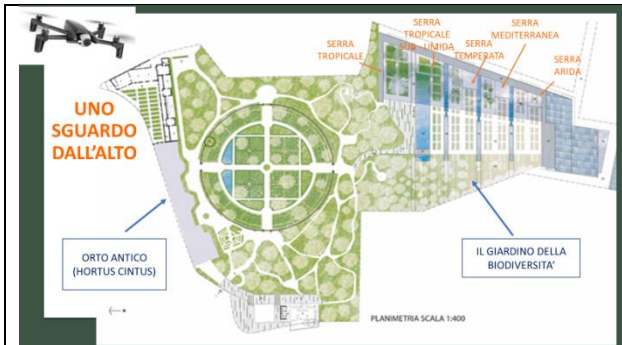 UNO
SGUARDO
DALL'ALTO
SERRA
TROPICALE
SERRA
TROPICALE
SUB - UMIDA
SERRA
TEMPERATA
SERRA
MEDITERRANEA
SERRA
ARIDA
ORTO ANTICO
(HORTUS CINTUS)
IL GIARDINO DELLA
BIODIVERSITA'
PLANIMETRIA SCALA 1:400